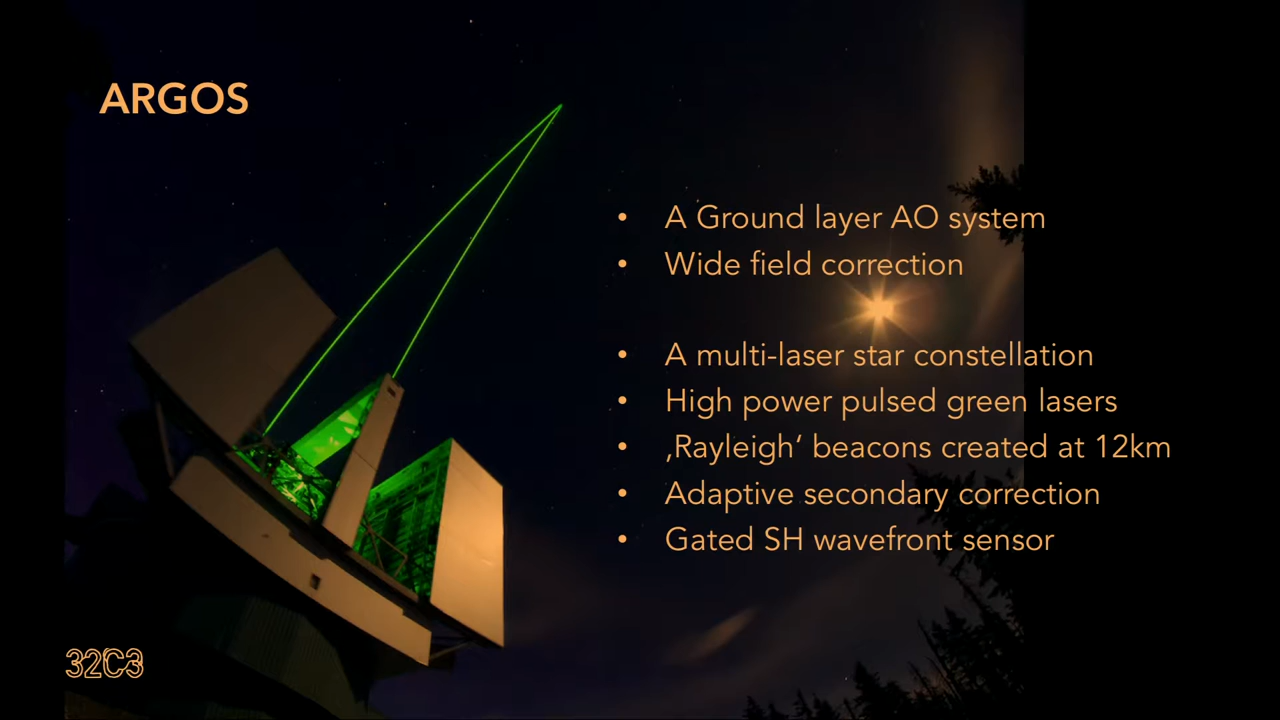 ARGOS
• A Ground layer AO system
• Wide field correction
• A multi-laser star constellation
• High power pulsed green lasers
• ‚Rayleigh‘ beacons created at 12km
• Adaptive secondary correction
• Gated SH wavefront sensor
32C3